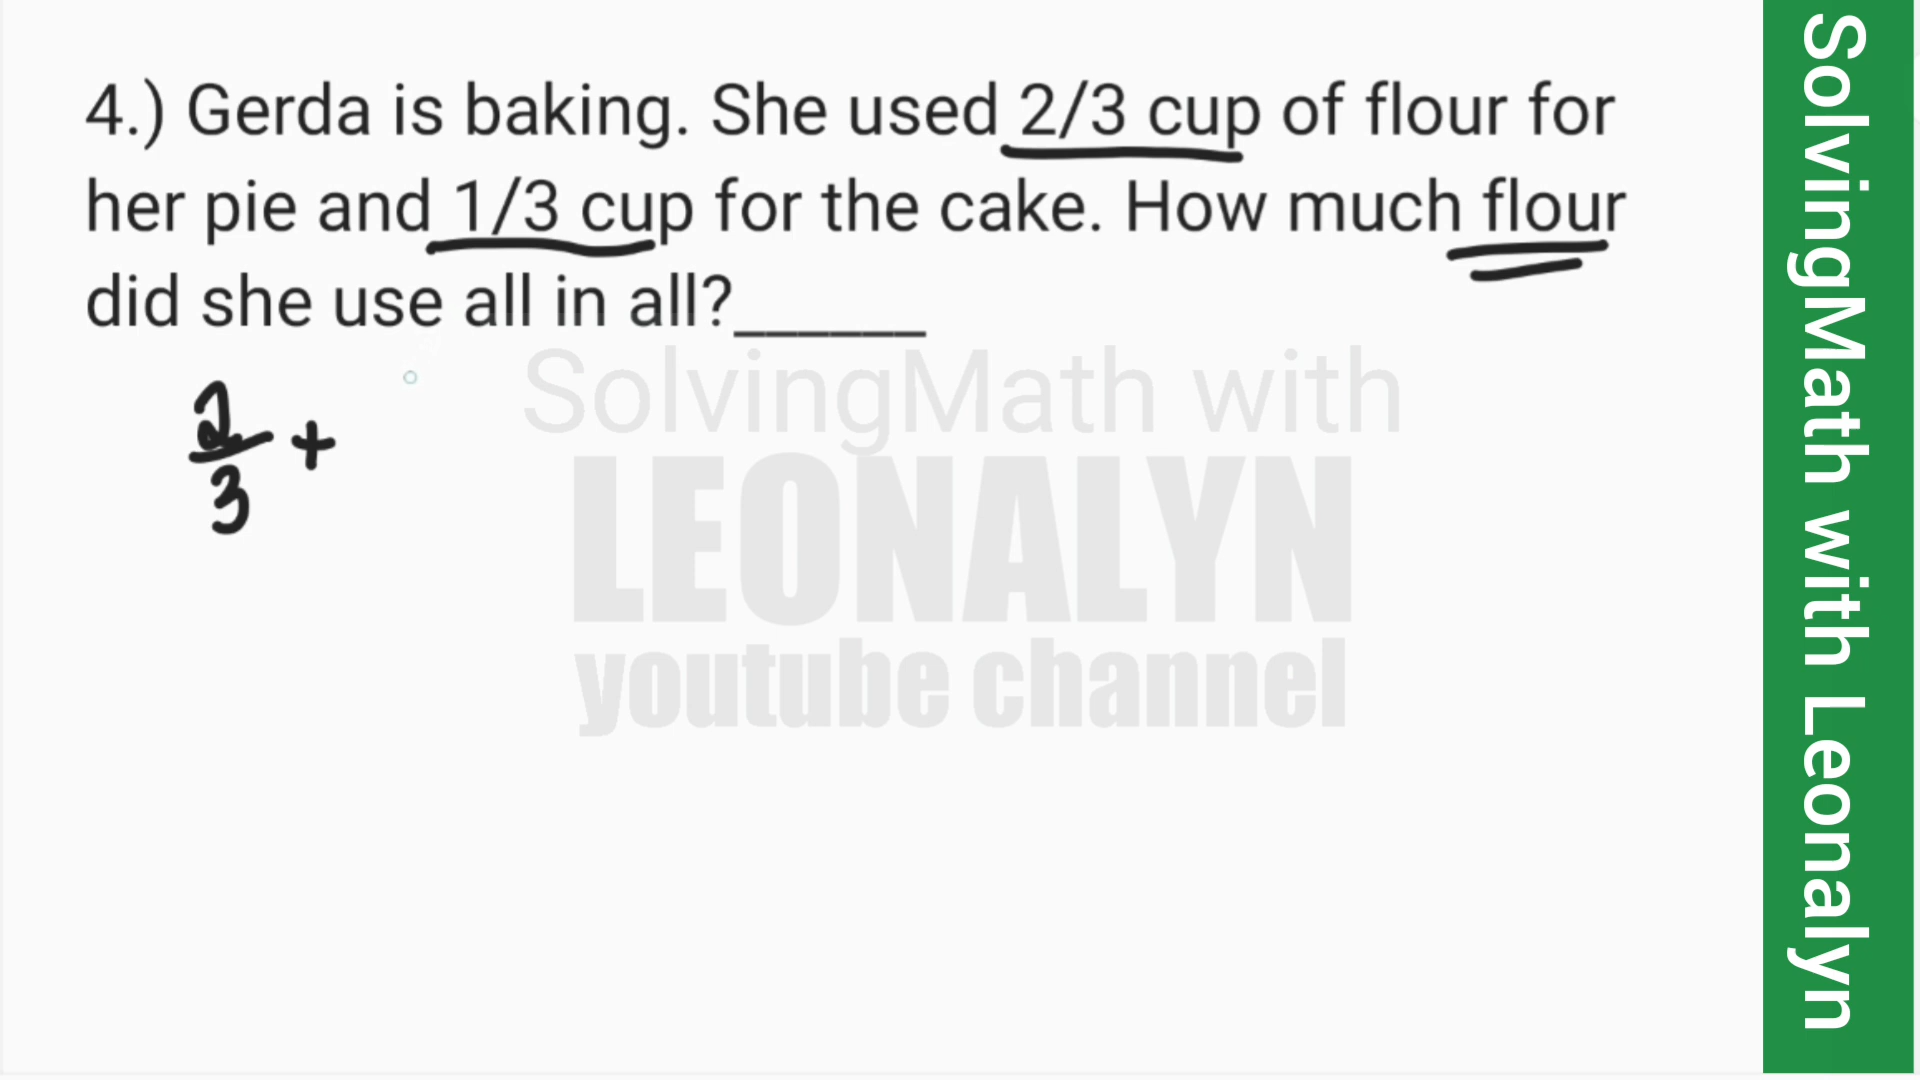 4.) Gerda is baking. She used 2/3 cup of flour for
her pie and 1/3 cup for the cake. How much flour
did she use all in all?______
2/3 +
SolvingMath with
LEONALYN
youtube channel
SolvingMath with Leonalyn